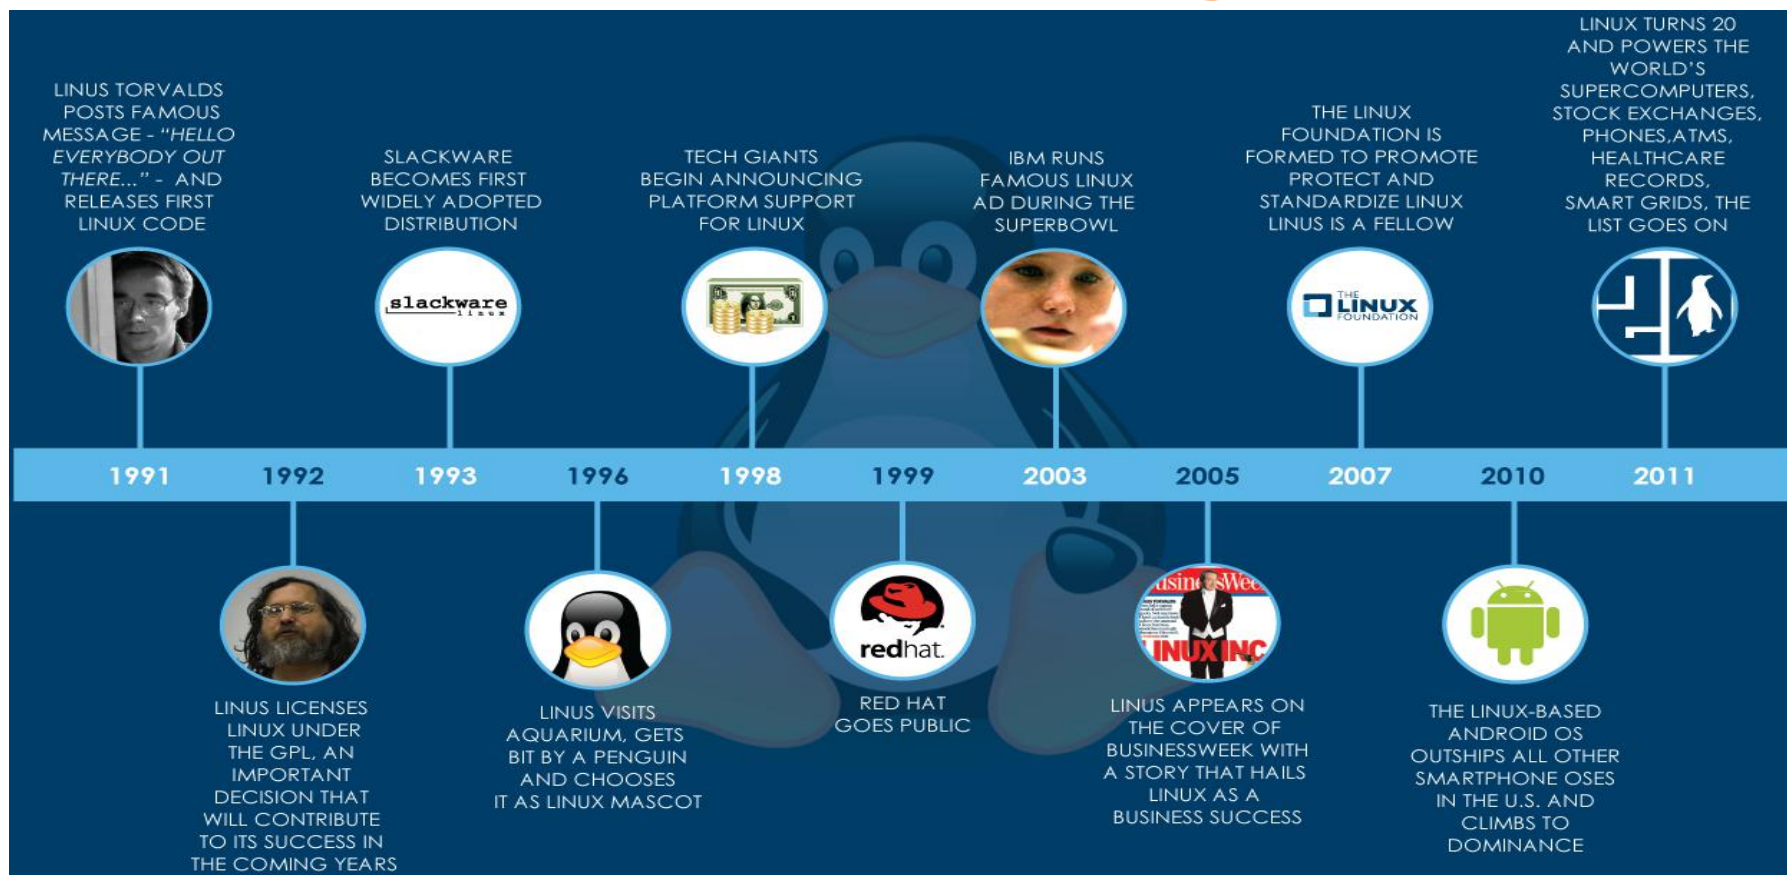 LINUS TORVALDS
POSTS FAMOUS
MESSAGE - “HELLO
EVERYBODY OUT
THERE...” - AND
RELEASES FIRST
LINUX CODE
SLACKWARE
BECOMES FIRST
WIDELY ADOPTED
DISTRIBUTION
slackware
linux
TECH GIANTS
BEGIN ANNOUNCING
PLATFORM SUPPORT
FOR LINUX
IBM RUNS
FAMOUS LINUX
AD DURING THE
SUPERBOWL
THE LINUX
FOUNDATION IS
FORMED TO PROMOTE
PROTECT AND
STANDARDIZE LINUX
LINUS IS A FELLOW
THE
LINUX
FOUNDATION
LINUX TURNS 20
AND POWERS THE
WORLD’S
SUPERCOMPUTERS,
STOCK EXCHANGES,
PHONES,ATMS,
HEALTHCARE
RECORDS,
SMART GRIDS, THE
LIST GOES ON
1991 1992 1993 1996 1998 1999 2003 2005 2007 2010 2011
LINUS LICENSES
LINUX UNDER
THE GPL, AN
IMPORTANT
DECISION THAT
WILL CONTRIBUTE
TO ITS SUCCESS IN
THE COMING YEARS
LINUS VISITS
AQUARIUM, GETS
BIT BY A PENGUIN
AND CHOOSES
IT AS LINUX MASCOT
redhat.
RED HAT
GOES PUBLIC
usinessWee
LINUX INC
LINUS APPEARS ON
THE COVER OF
BUSINESSWEEK WITH
A STORY THAT HAILS
LINUX AS A
BUSINESS SUCCESS
THE LINUX-BASED
ANDROID OS
OUTSHIPS ALL OTHER
SMARTPHONE OSES
IN THE U.S. AND
CLIMBS TO
DOMINANCE